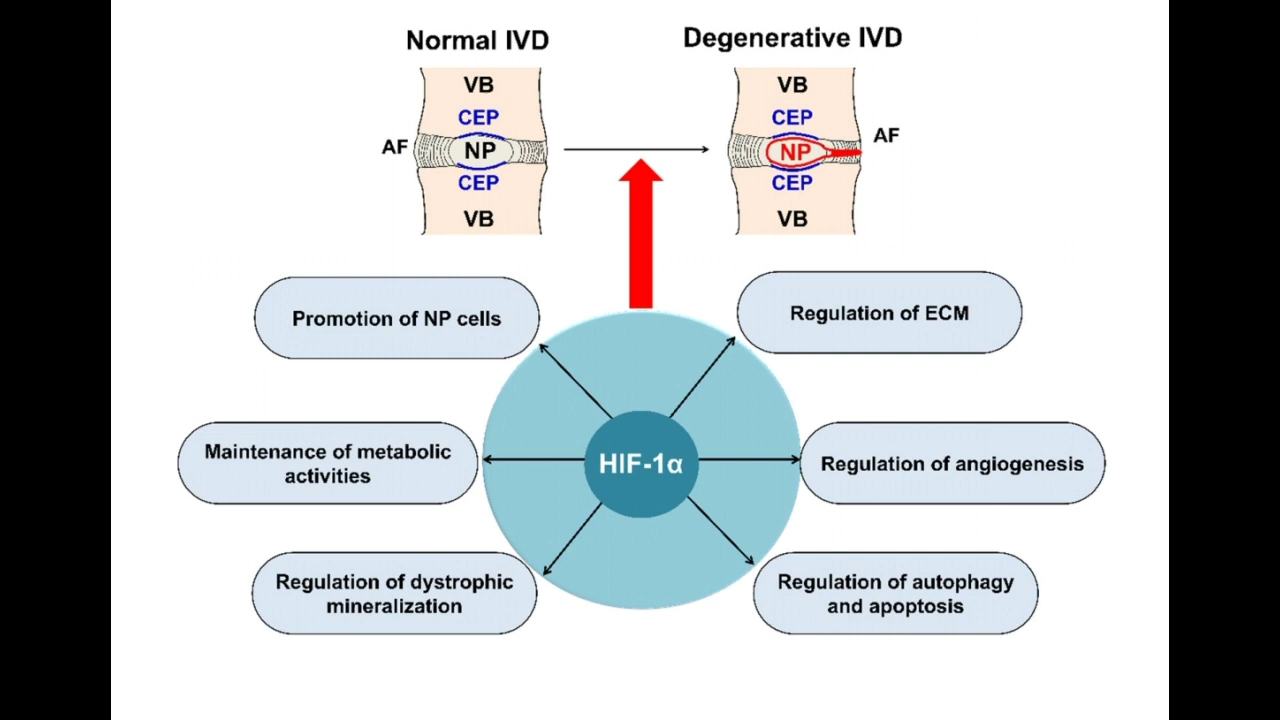 Normal IVD
Degenerative IVD
VB
CEP
AF
NP
CEP
VB
VB
CEP
AF
NP
CEP
VB
Promotion of NP cells
Regulation of ECM
Maintenance of metabolic
activities
HIF-1α
Regulation of angiogenesis
Regulation of dystrophic
mineralization
Regulation of autophagy
and apoptosis